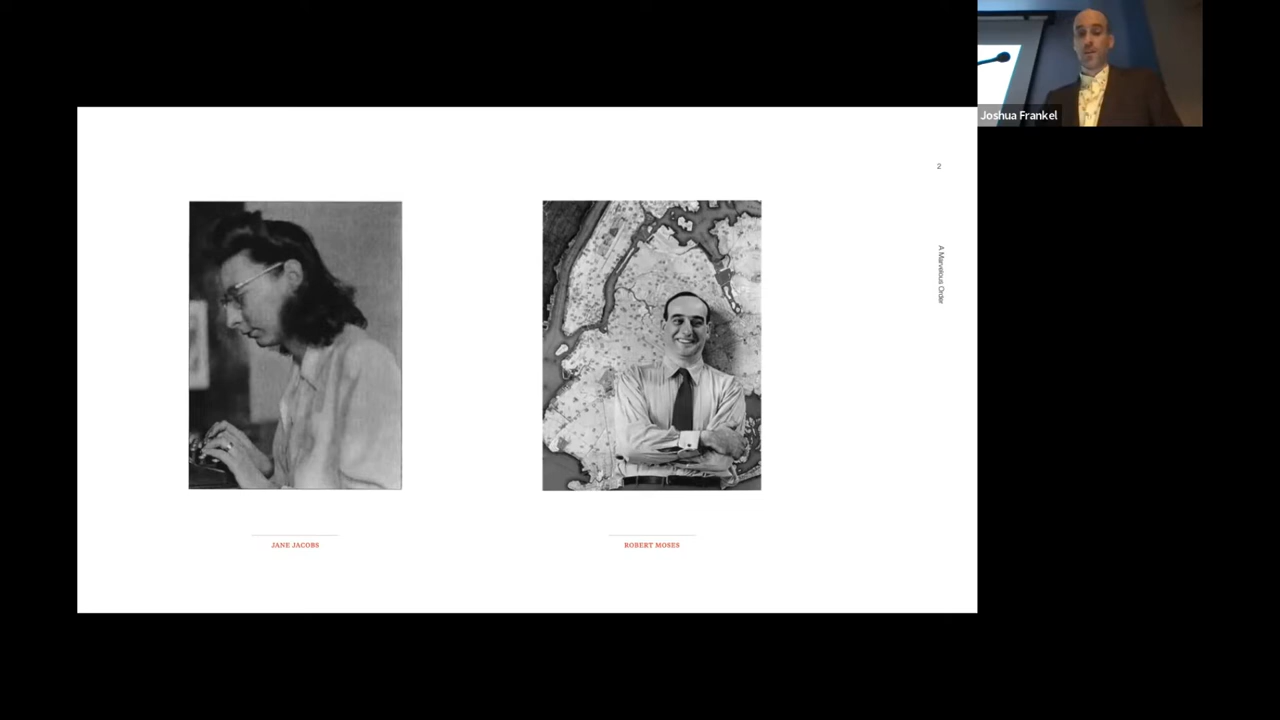 Joshua Frankel
2
A Marvelous Order
JANE JACOBS
ROBERT MOSES